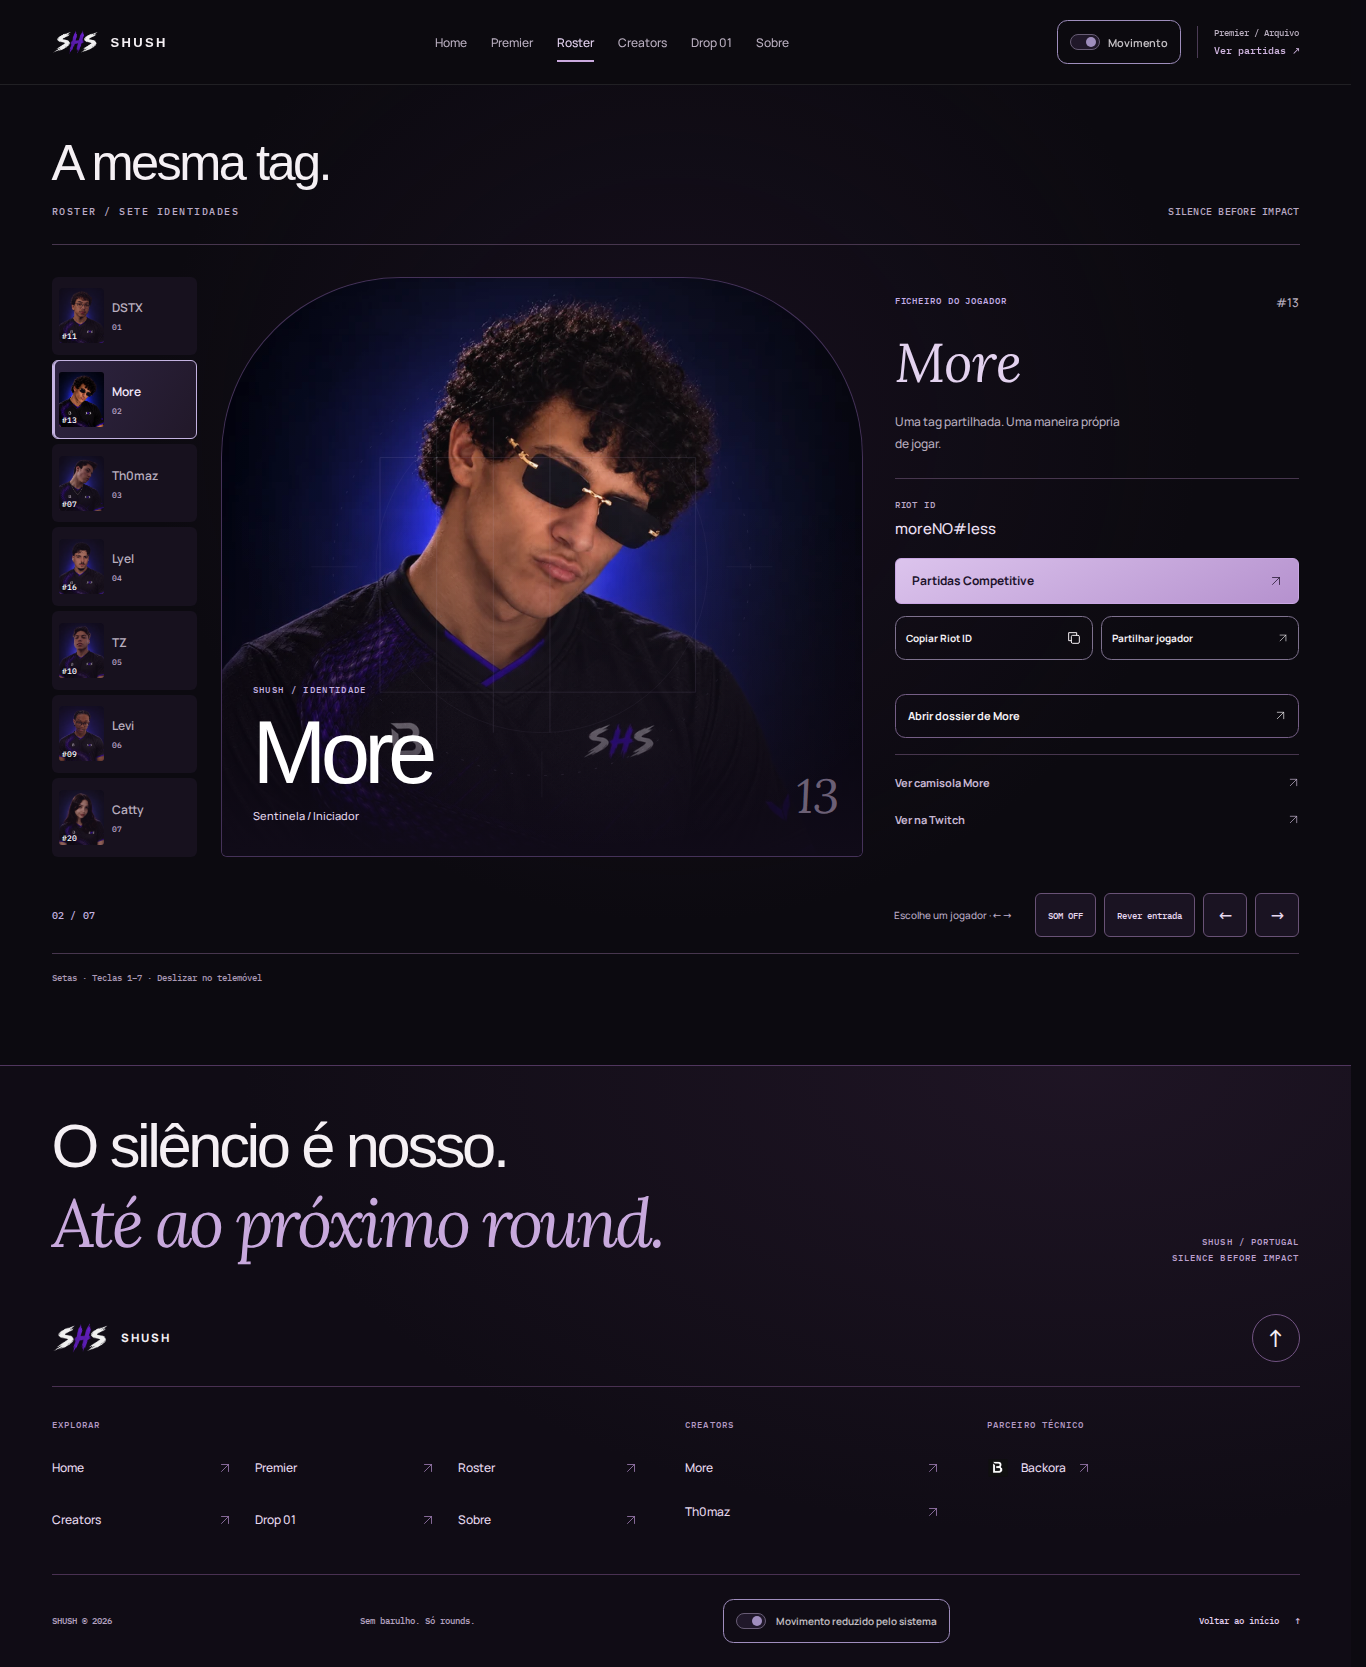 SHS SHUSH
Home Premier Roster Creators Drop 01 Sobre
Movimento
Premier / Arquivo
Ver partidas ↗
A mesma tag.
ROSTER / SETE IDENTIDADES
SILENCE BEFORE IMPACT
DSTX
01
#11
More
02
#13
Th0maz
03
#07
Lyel
04
#16
TZ
05
#10
Levi
06
#09
Catty
07
#20
SHUSH / IDENTIDADE
More
B
SHS
Sentinela / Iniciador
13
FICHEIRO DO JOGADOR
#13
More
Uma tag partilhada. Uma maneira própria
de jogar.
RIOT ID
moreNO#less
Partidas Competitive
Copiar Riot ID
Partilhar jogador
Abrir dossier de More
Ver camisola More
Ver na Twitch
02 / 07
Escolhe um jogador · ← →
SOM OFF
Rever entrada
←
→
Setas · Teclas 1–7 · Deslizar no telemóvel
O silêncio é nosso.
Até ao próximo round.
SHUSH / PORTUGAL
SILENCE BEFORE IMPACT
SHS SHUSH
↑
EXPLORAR
Home
Premier
Roster
Creators
Drop 01
Sobre
CREATORS
More
Th0maz
PARCEIRO TÉCNICO
B Backora
SHUSH © 2026
Sem barulho. Só rounds.
Movimento reduzido pelo sistema
Voltar ao início ↑